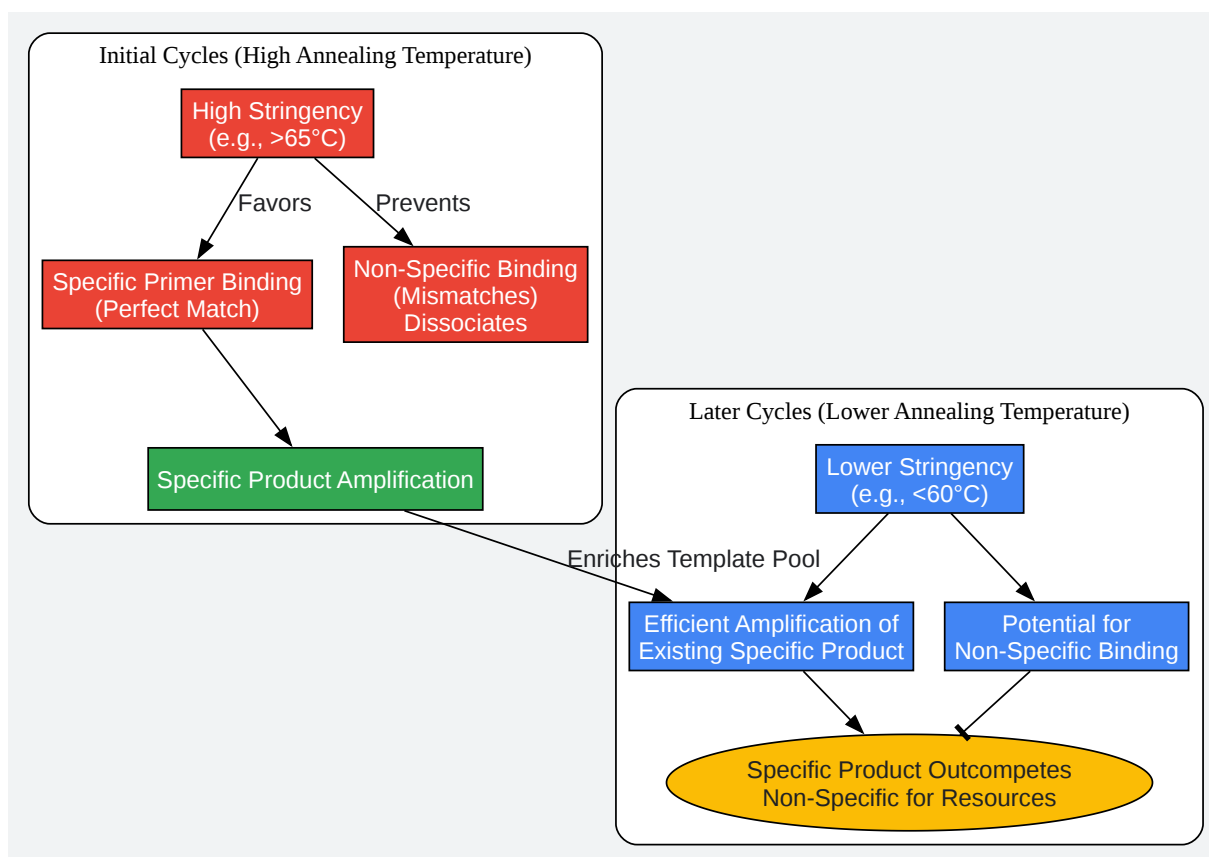 Initial Cycles (High Annealing Temperature)
High Stringency
(e.g., >65°C)
Favors
Prevents
Specific Primer Binding
(Perfect Match)
Non-Specific Binding
(Mismatches)
Dissociates
Specific Product Amplification
Enriches Template Pool
Later Cycles (Lower Annealing Temperature)
Lower Stringency
(e.g., <60°C)
Efficient Amplification of
Existing Specific Product
Potential for
Non-Specific Binding
Specific Product Outcompetes
Non-Specific for Resources